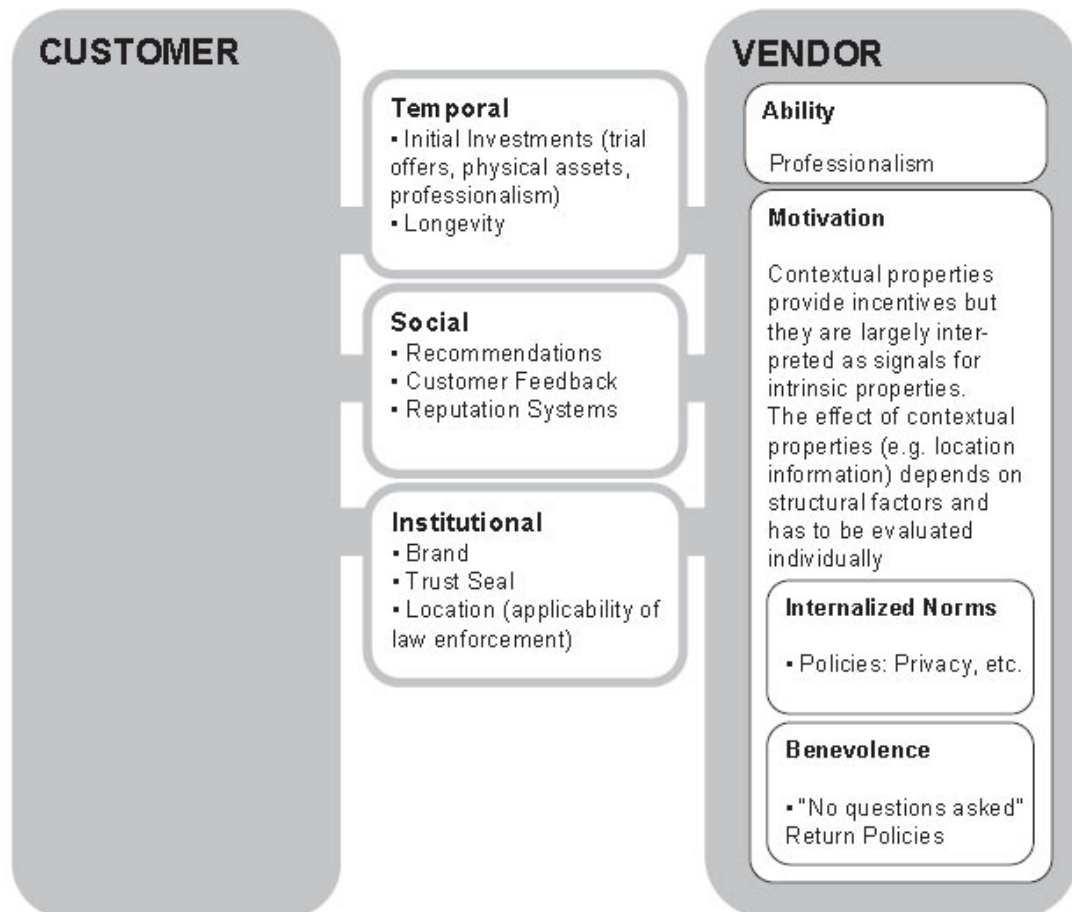 CUSTOMER
Temporal
▪ Initial Investments (trial
offers, physical assets,
professionalism)
▪ Longevity
Social
▪ Recommendations
▪ Customer Feedback
▪ Reputation Systems
Institutional
▪ Brand
▪ Trust Seal
▪ Location (applicability of
law enforcement)
VENDOR
Ability
Professionalism
Motivation
Contextual properties
provide incentives but
they are largely inter-
preted as signals for
intrinsic properties.
The effect of contextual
properties (e.g. location
information) depends on
structural factors and
has to be evaluated
individually
Internalized Norms
▪ Policies: Privacy, etc.
Benevolence
▪ "No questions asked"
Return Policies